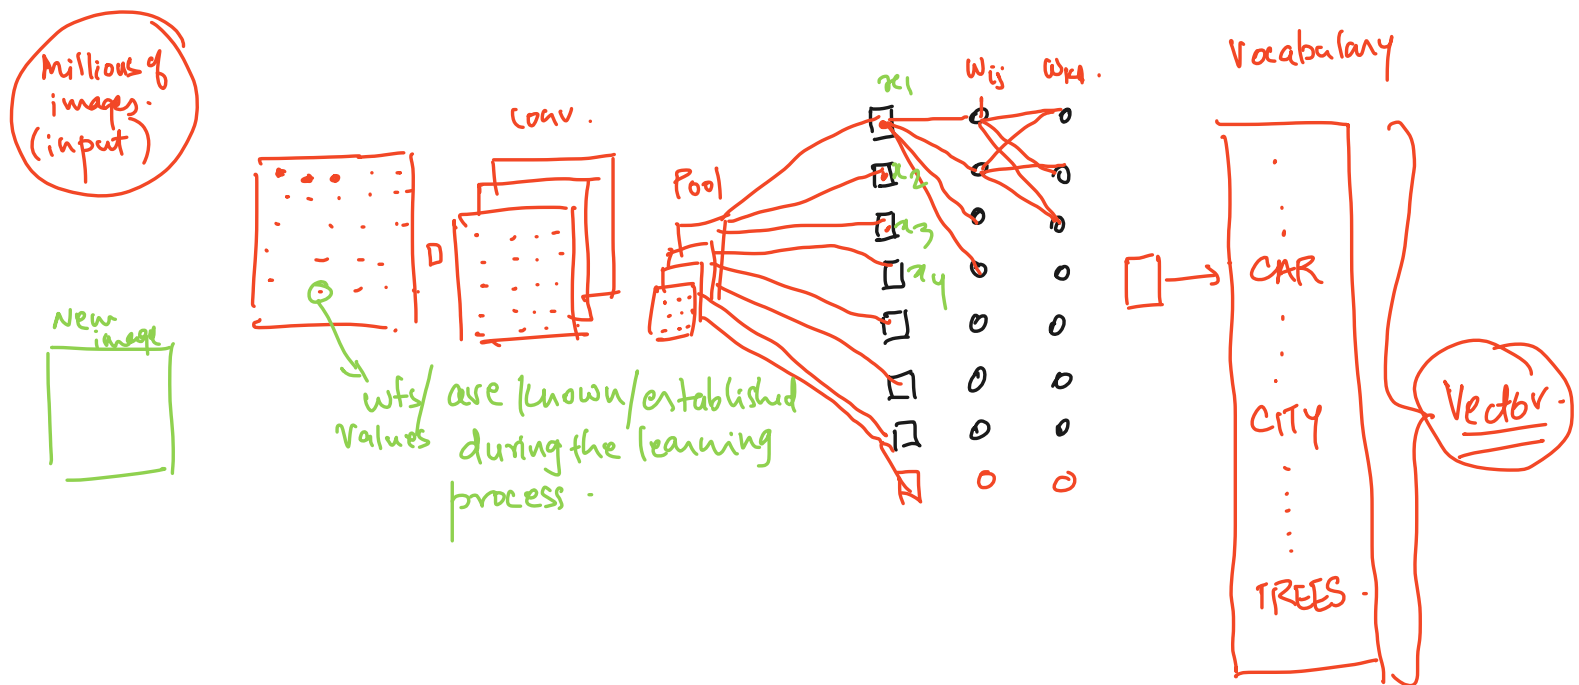 Millions of
images.
(input)
Conv.
Pool
x1
x2
x3
x4
Wij
Wkl.
Vocabulary
CAR
CITY
TREES.
Vector.
New
image
wts/ are known/established
values during the learning
process.